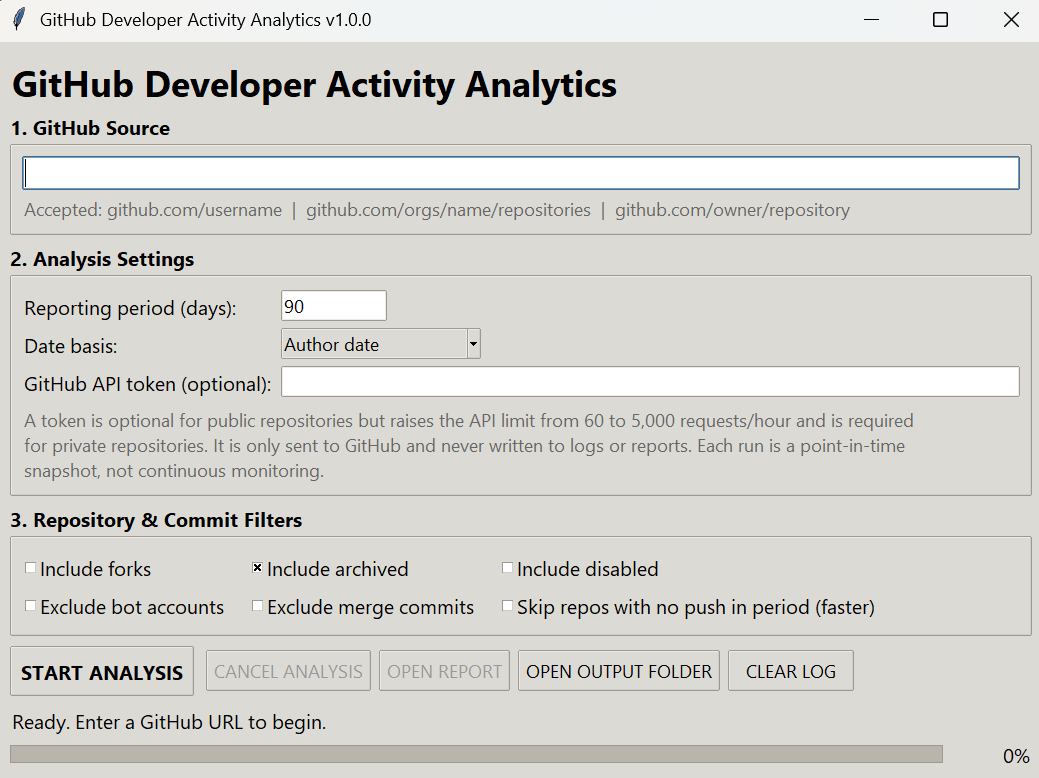 GitHub Developer Activity Analytics v1.0.0
GitHub Developer Activity Analytics
1. GitHub Source
Accepted: github.com/username | github.com/orgs/name/repositories | github.com/owner/repository
2. Analysis Settings
Reporting period (days): 90
Date basis: Author date
GitHub API token (optional):
A token is optional for public repositories but raises the API limit from 60 to 5,000 requests/hour and is required
for private repositories. It is only sent to GitHub and never written to logs or reports. Each run is a point-in-time
snapshot, not continuous monitoring.
3. Repository & Commit Filters
Include forks Include archived Include disabled
Exclude bot accounts Exclude merge commits Skip repos with no push in period (faster)
START ANALYSIS CANCEL ANALYSIS OPEN REPORT OPEN OUTPUT FOLDER CLEAR LOG
Ready. Enter a GitHub URL to begin.
0%